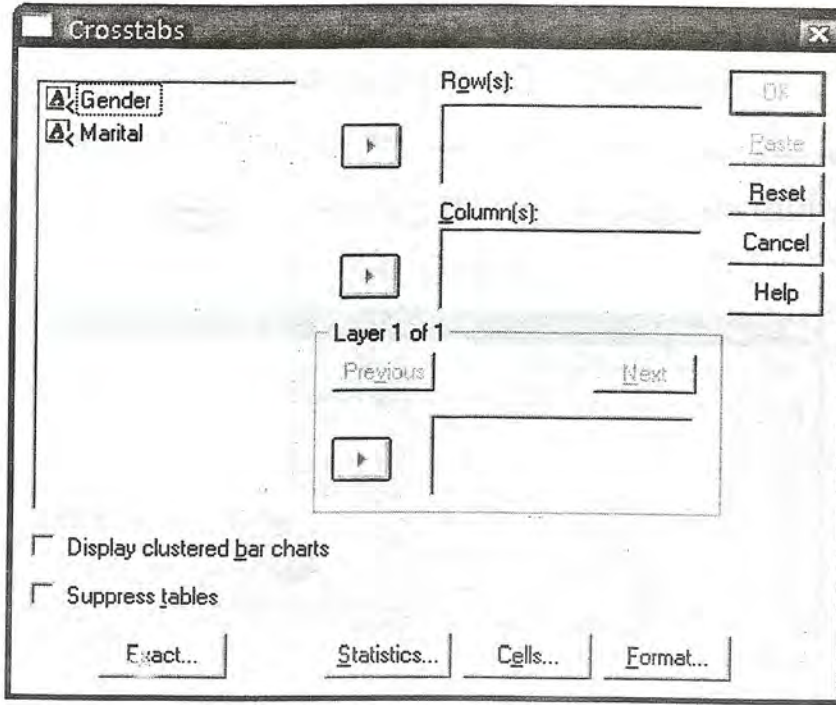 Crosstabs
Gender
Marital
Row(s):
Column(s):
OK
Paste
Reset
Cancel
Help
Layer 1 of 1
Previous
Next
Display clustered bar charts
Suppress tables
Exact...
Statistics...
Cells...
Format...